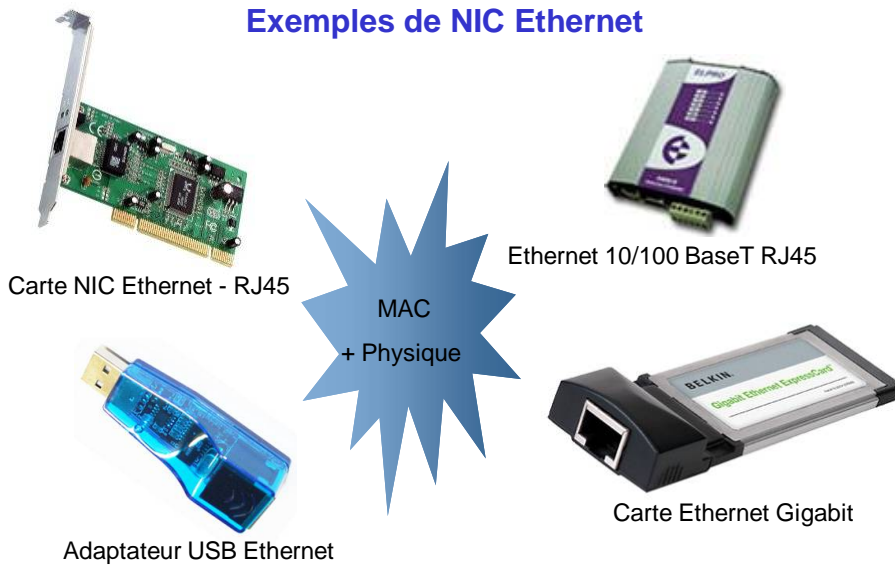 Exemples de NIC Ethernet
ELPRO
Carte NIC Ethernet - RJ45
Ethernet 10/100 BaseT RJ45
MAC
+ Physique
BELKIN.
Gigabit Ethernet ExpressCard
Adaptateur USB Ethernet
Carte Ethernet Gigabit